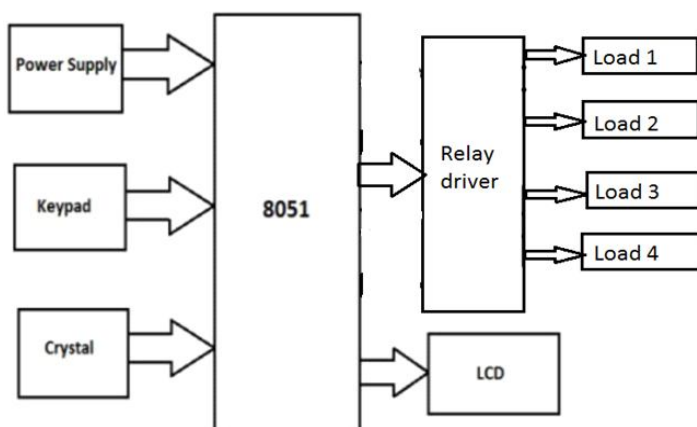 Power Supply
Keypad
Crystal
8051
Relay
driver
Load 1
Load 2
Load 3
Load 4
LCD